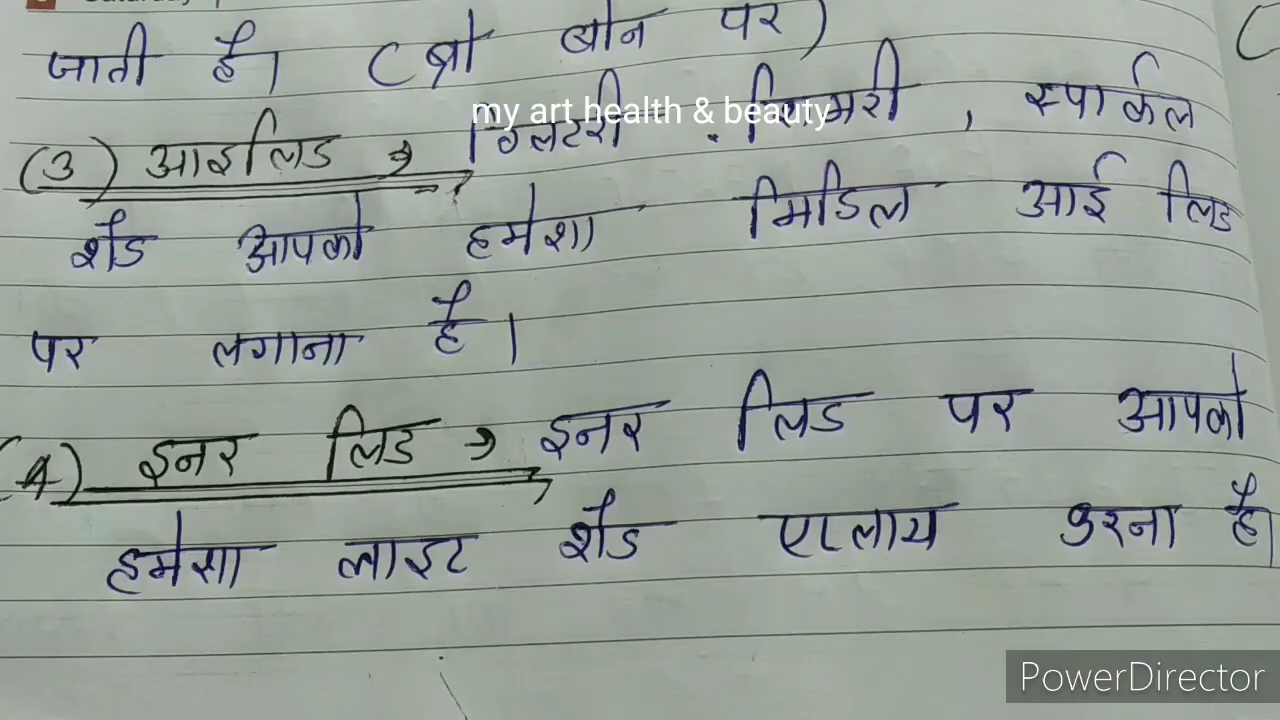 Saturday
जाती है। (ब्रो बोन पर)
my art health & beauty
(3) आइलिड → ग्लिटरी, शिमरी, स्पार्कल
शैड आपको हमेशा मिडिल आई लिड
पर लगाना है।
(4) इनर लिड → इनर लिड पर आपको
हमेसा लाइट शैड एप्लाय करना है।
PowerDirector